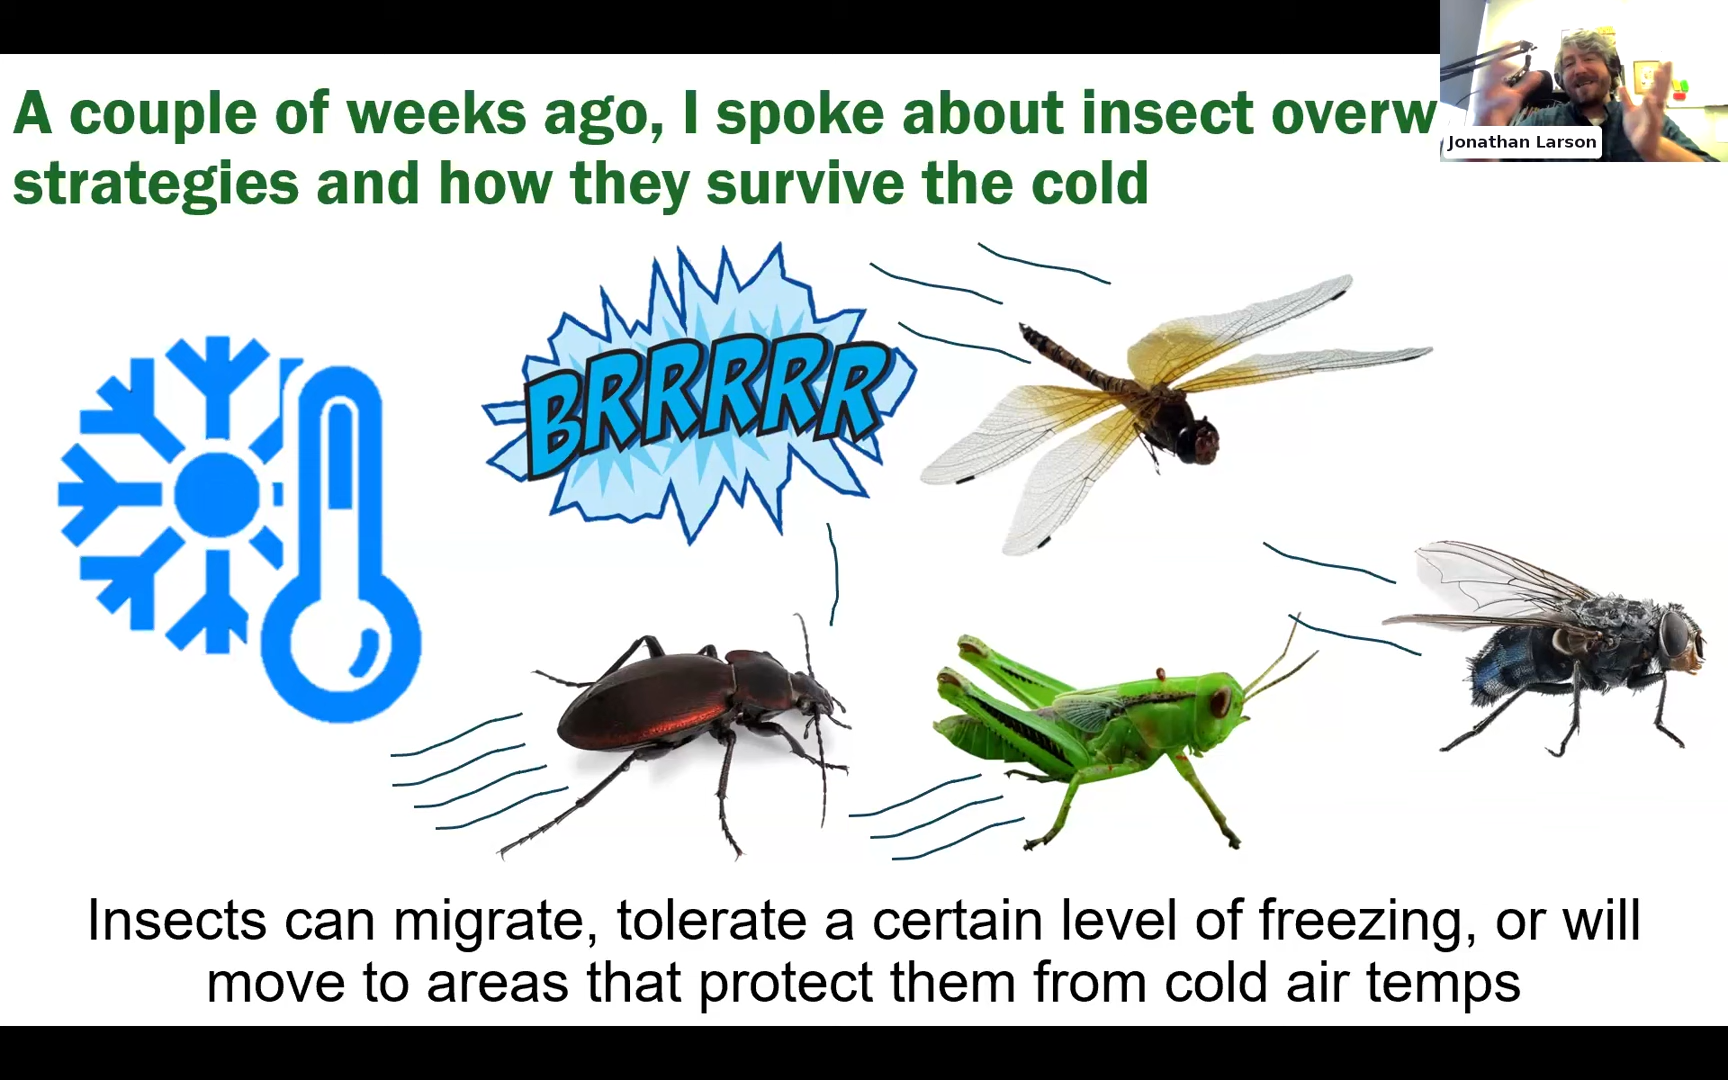 A couple of weeks ago, I spoke about insect overw
strategies and how they survive the cold
Jonathan Larson
BRRRRR
Insects can migrate, tolerate a certain level of freezing, or will
move to areas that protect them from cold air temps